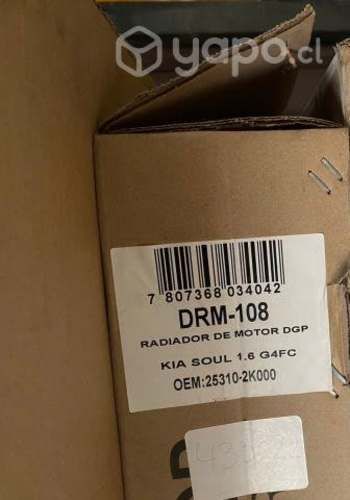 yapo.cl
7 807368 034042
DRM-108
RADIADOR DE MOTOR DGP
KIA SOUL 1.6 G4FC
OEM:25310-2K000